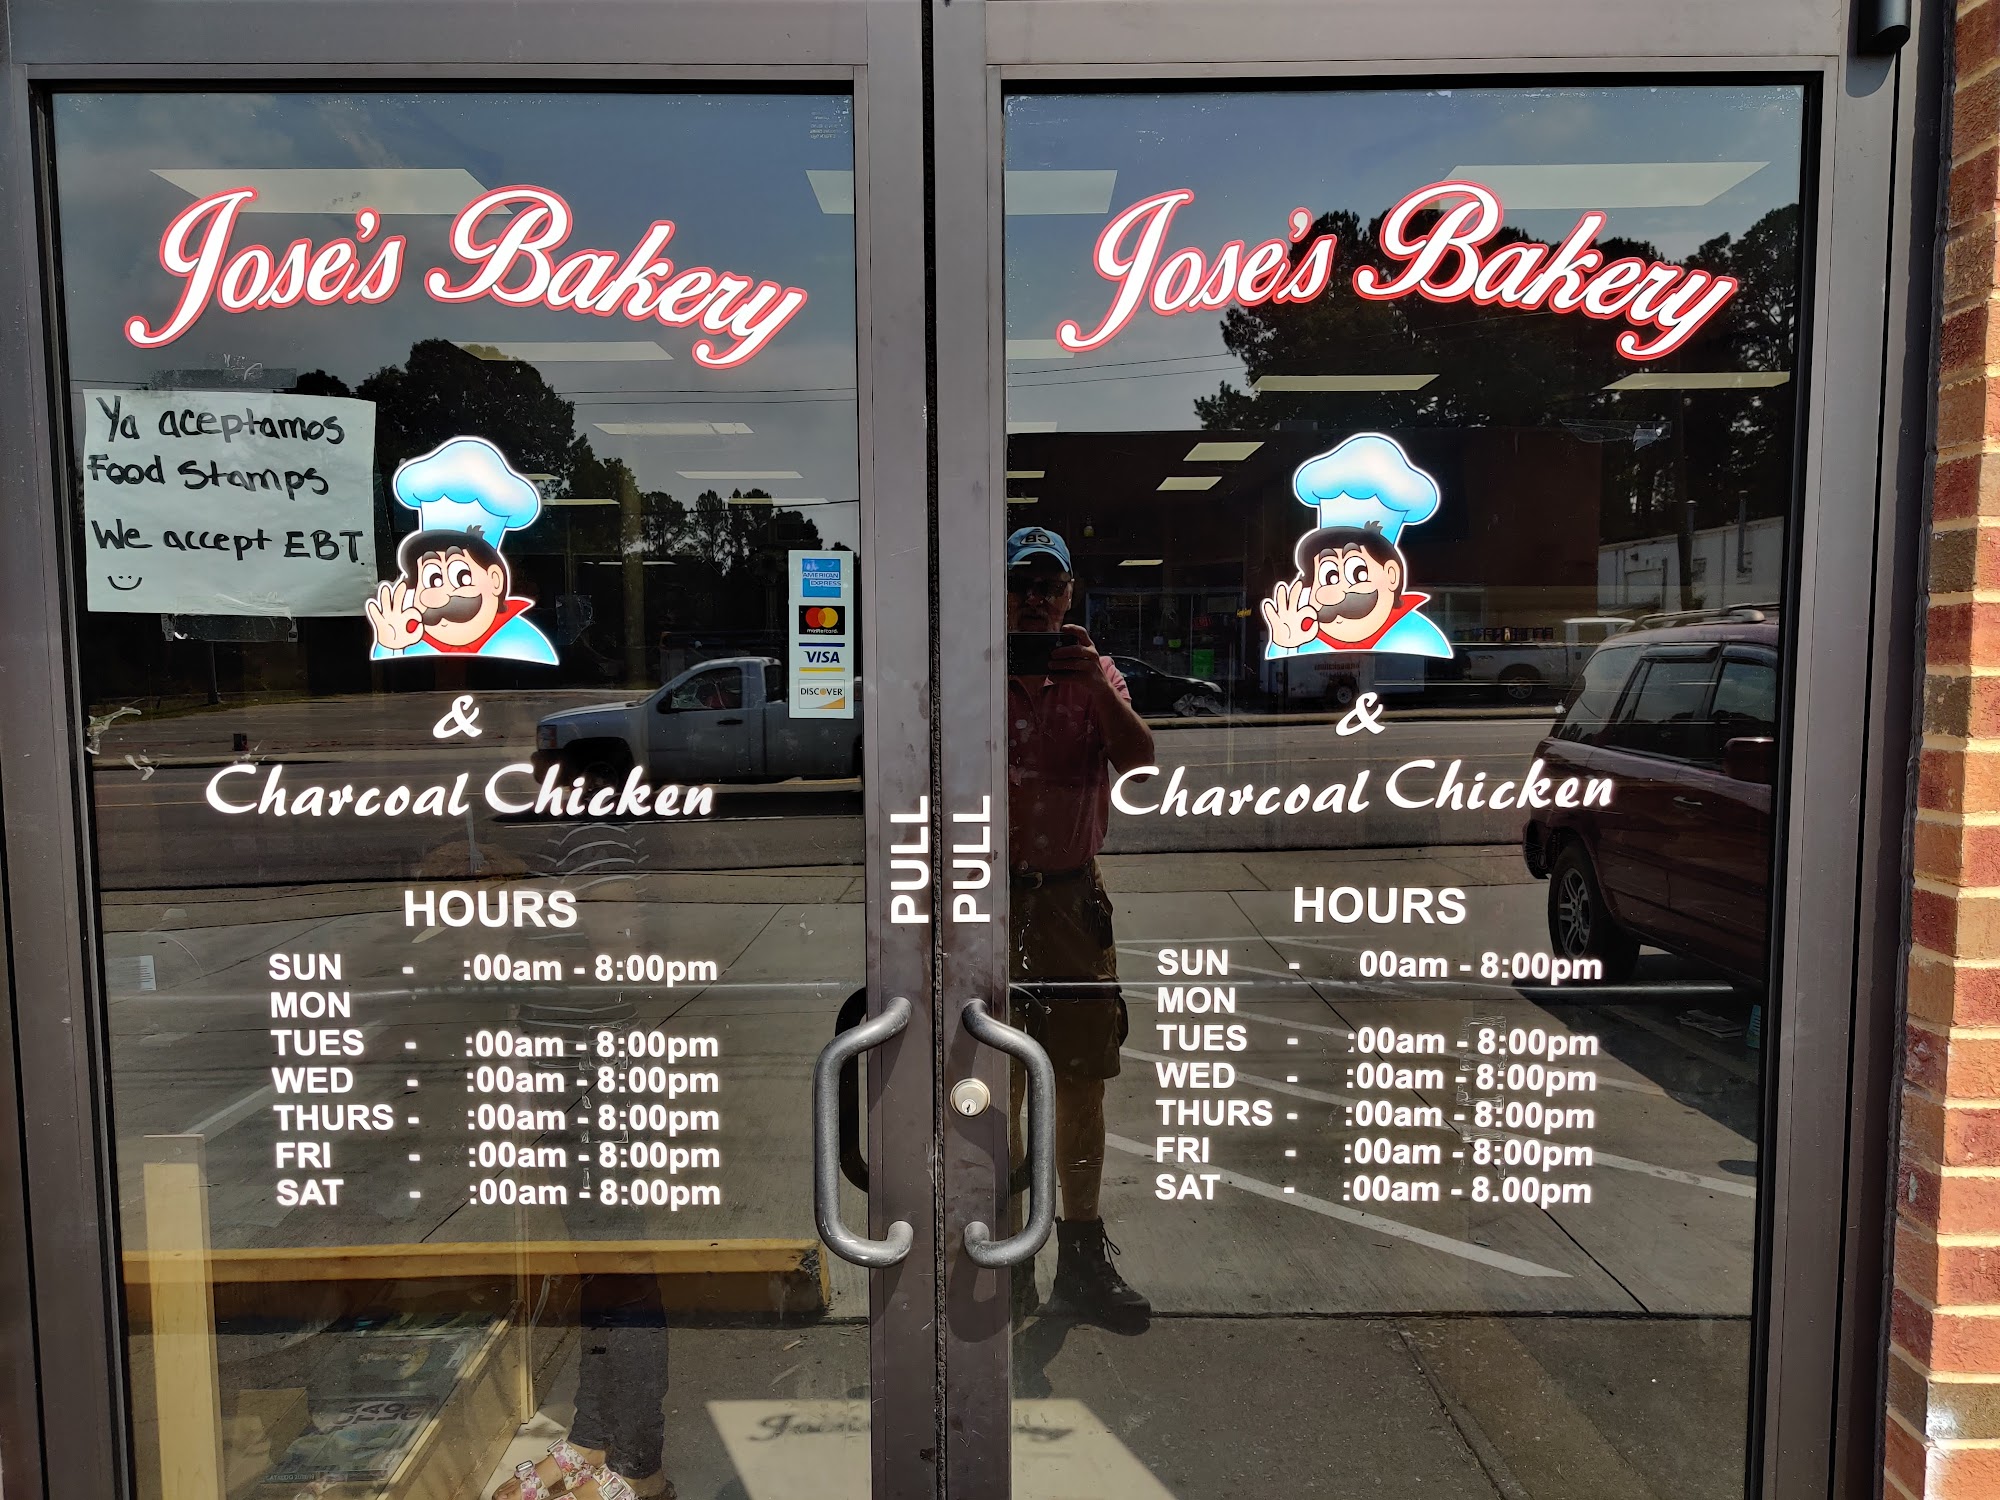 Jose's Bakery
Ya aceptamos
Food Stamps
We accept EBT.
AMERICAN
EXPRESS
mastercard.
VISA
DISCOVER
&
Charcoal Chicken
PULL
HOURS
SUN - :00am - 8:00pm
MON
TUES - :00am - 8:00pm
WED - :00am - 8:00pm
THURS - :00am - 8:00pm
FRI - :00am - 8:00pm
SAT - :00am - 8:00pm
Jose's Bakery
&
Charcoal Chicken
PULL
HOURS
SUN - 00am - 8:00pm
MON
TUES - :00am - 8:00pm
WED - :00am - 8:00pm
THURS - :00am - 8:00pm
FRI - :00am - 8:00pm
SAT - :00am - 8.00pm